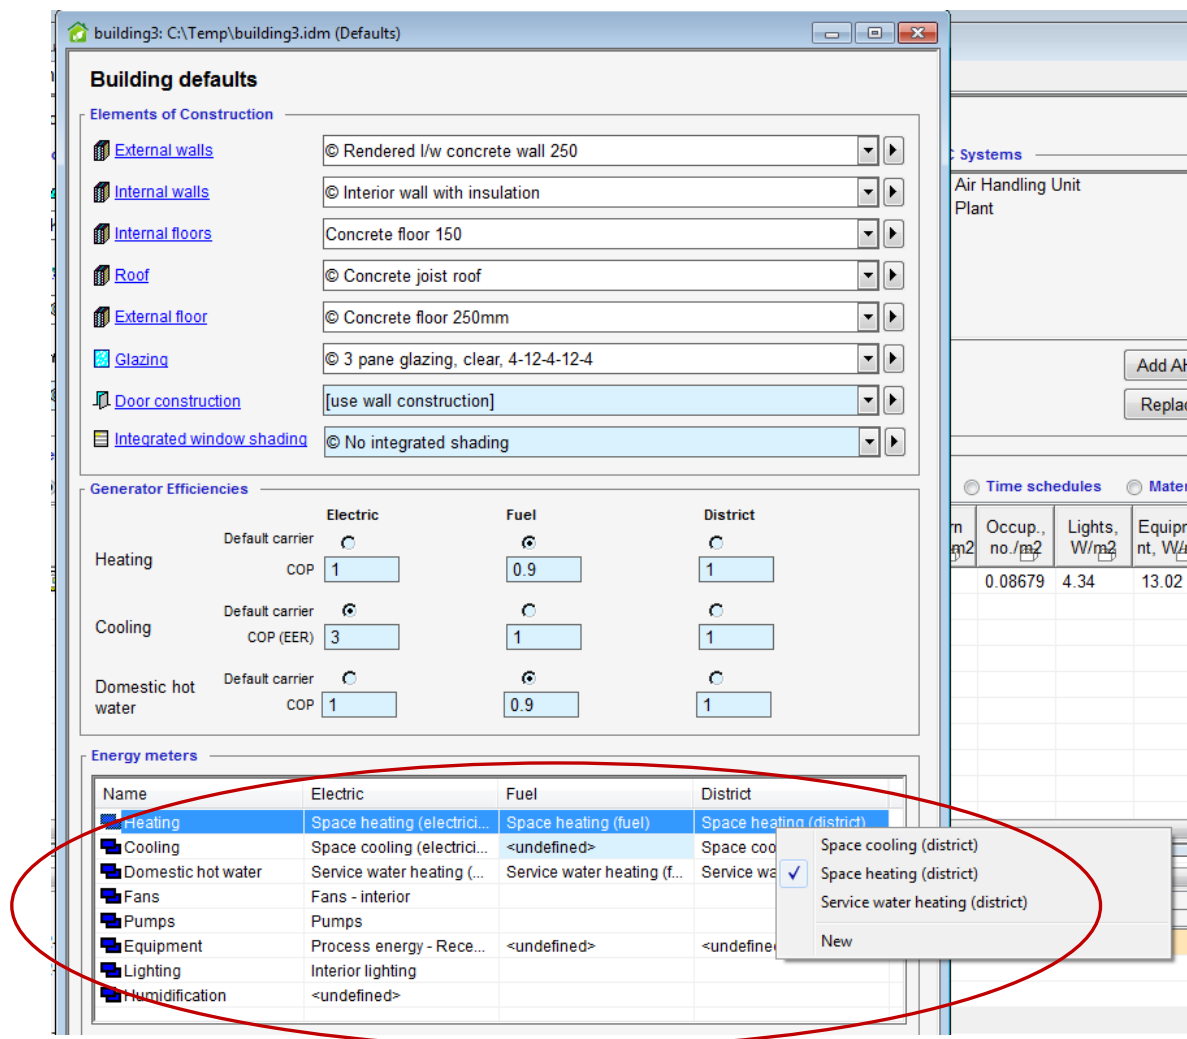 building3: C:\Temp\building3.idm (Defaults)
Building defaults
Elements of Construction
External walls © Rendered l/w concrete wall 250
Internal walls © Interior wall with insulation
Internal floors Concrete floor 150
Roof © Concrete joist roof
External floor © Concrete floor 250mm
Glazing © 3 pane glazing, clear, 4-12-4-12-4
Door construction [use wall construction]
Integrated window shading © No integrated shading
Generator Efficiencies
Electric Fuel District
Default carrier
Heating
COP 1 0.9 1
Default carrier
Cooling
COP (EER) 3 1 1
Default carrier
Domestic hot
water
COP 1 0.9 1
Energy meters
Name Electric Fuel District
Heating Space heating (electrici... Space heating (fuel) Space heating (district)
Cooling Space cooling (electrici... <undefined> Space coo
Domestic hot water Service water heating (... Service water heating (f... Service wa
Fans Fans - interior
Pumps Pumps
Equipment Process energy - Rece... <undefined> <undefined
Lighting Interior lighting
Humidification <undefined>
Space cooling (district)
Space heating (district)
Service water heating (district)
New
Systems
Air Handling Unit
Plant
Add AH
Replac
Time schedules Mater
Occup., Lights, Equipr
m2 no./m2 W/m2 nt, W/
0.08679 4.34 13.02